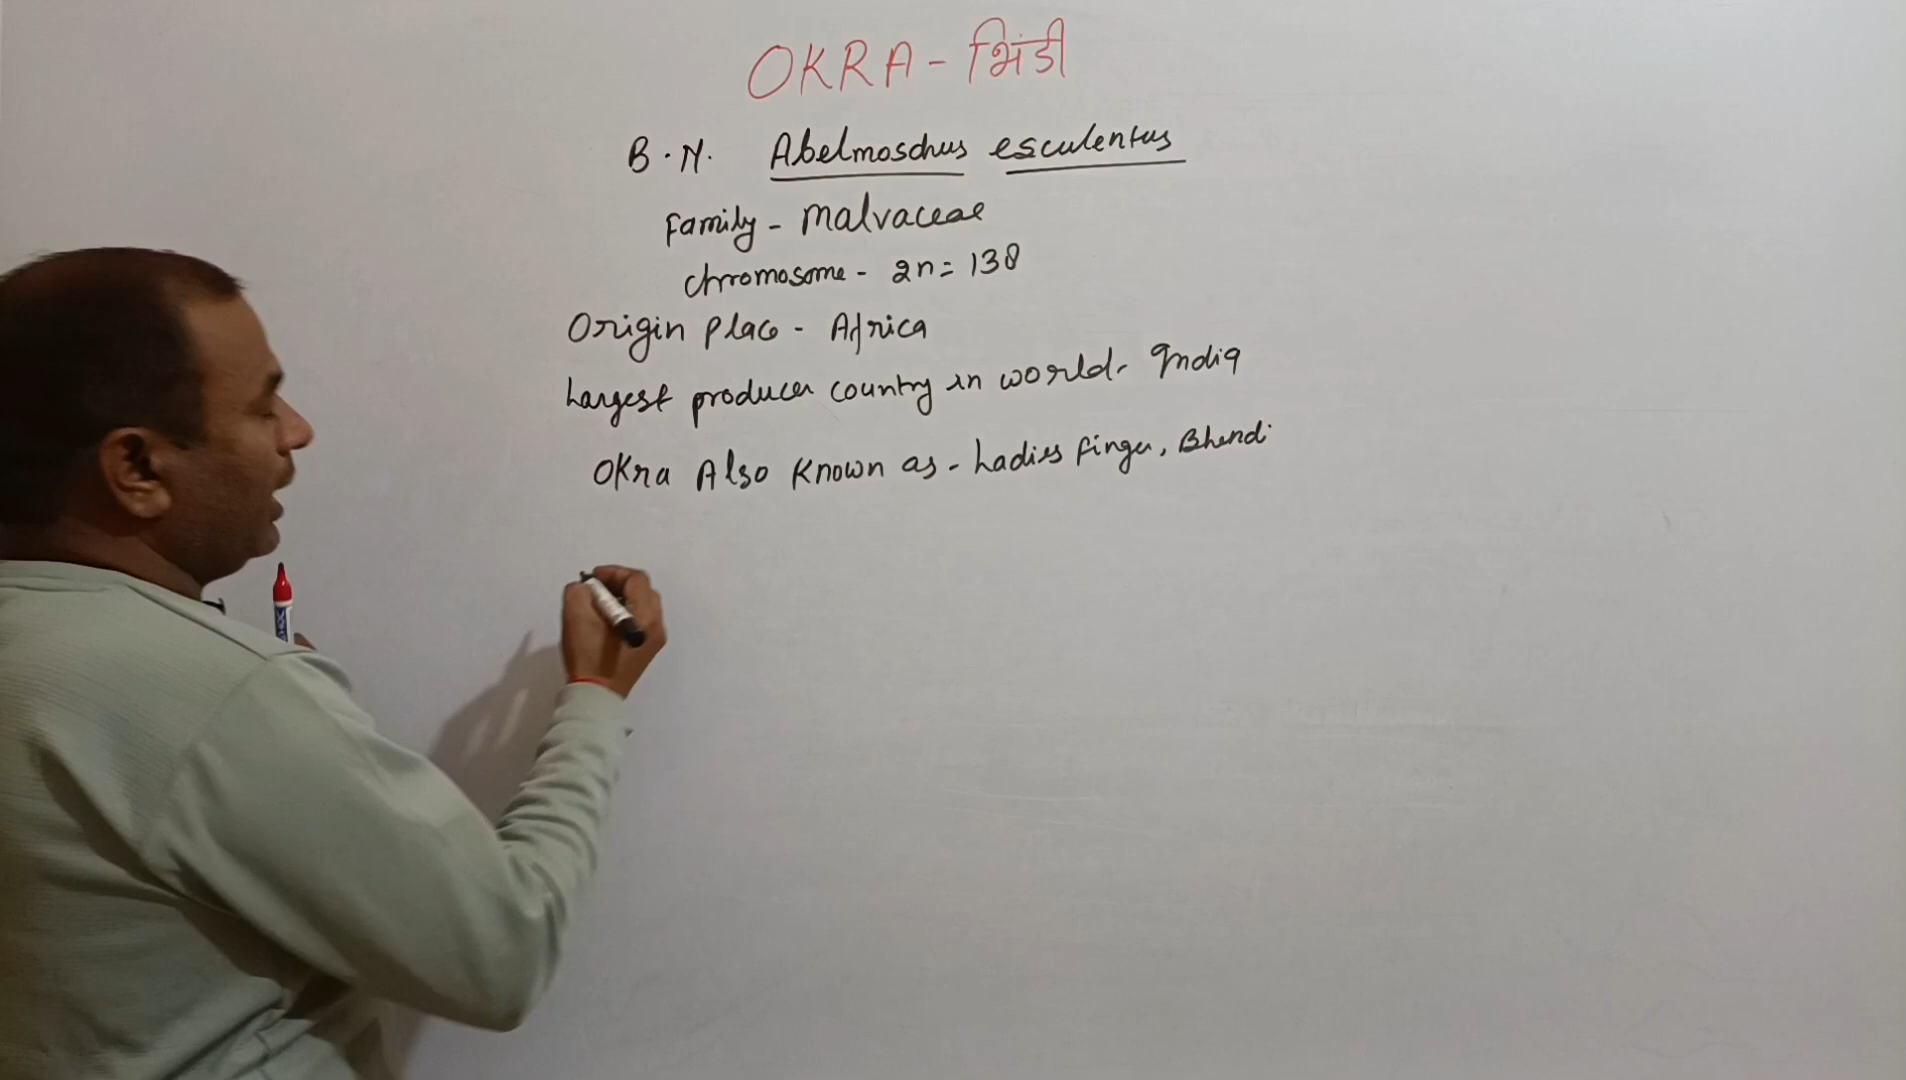 OKRA - भिंडी
B.N. Abelmoschus esculentus
Family - Malvaceae
Chromosome - 2n = 130
Origin place - Africa
Largest producer country in world - India
Okra Also Known as - Ladies finger, Bhendi